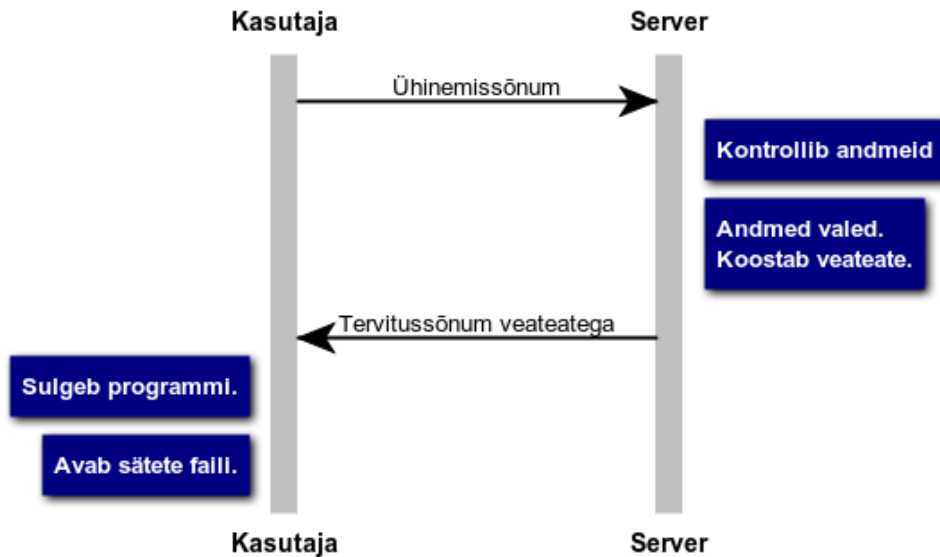 Kasutaja
Server
Ühinemissõnum
Kontrollib andmeid
Andmed valed.
Koostab veateate.
Tervitussõnum veateatega
Sulgeb programmi.
Avab sätete faili.
Kasutaja
Server